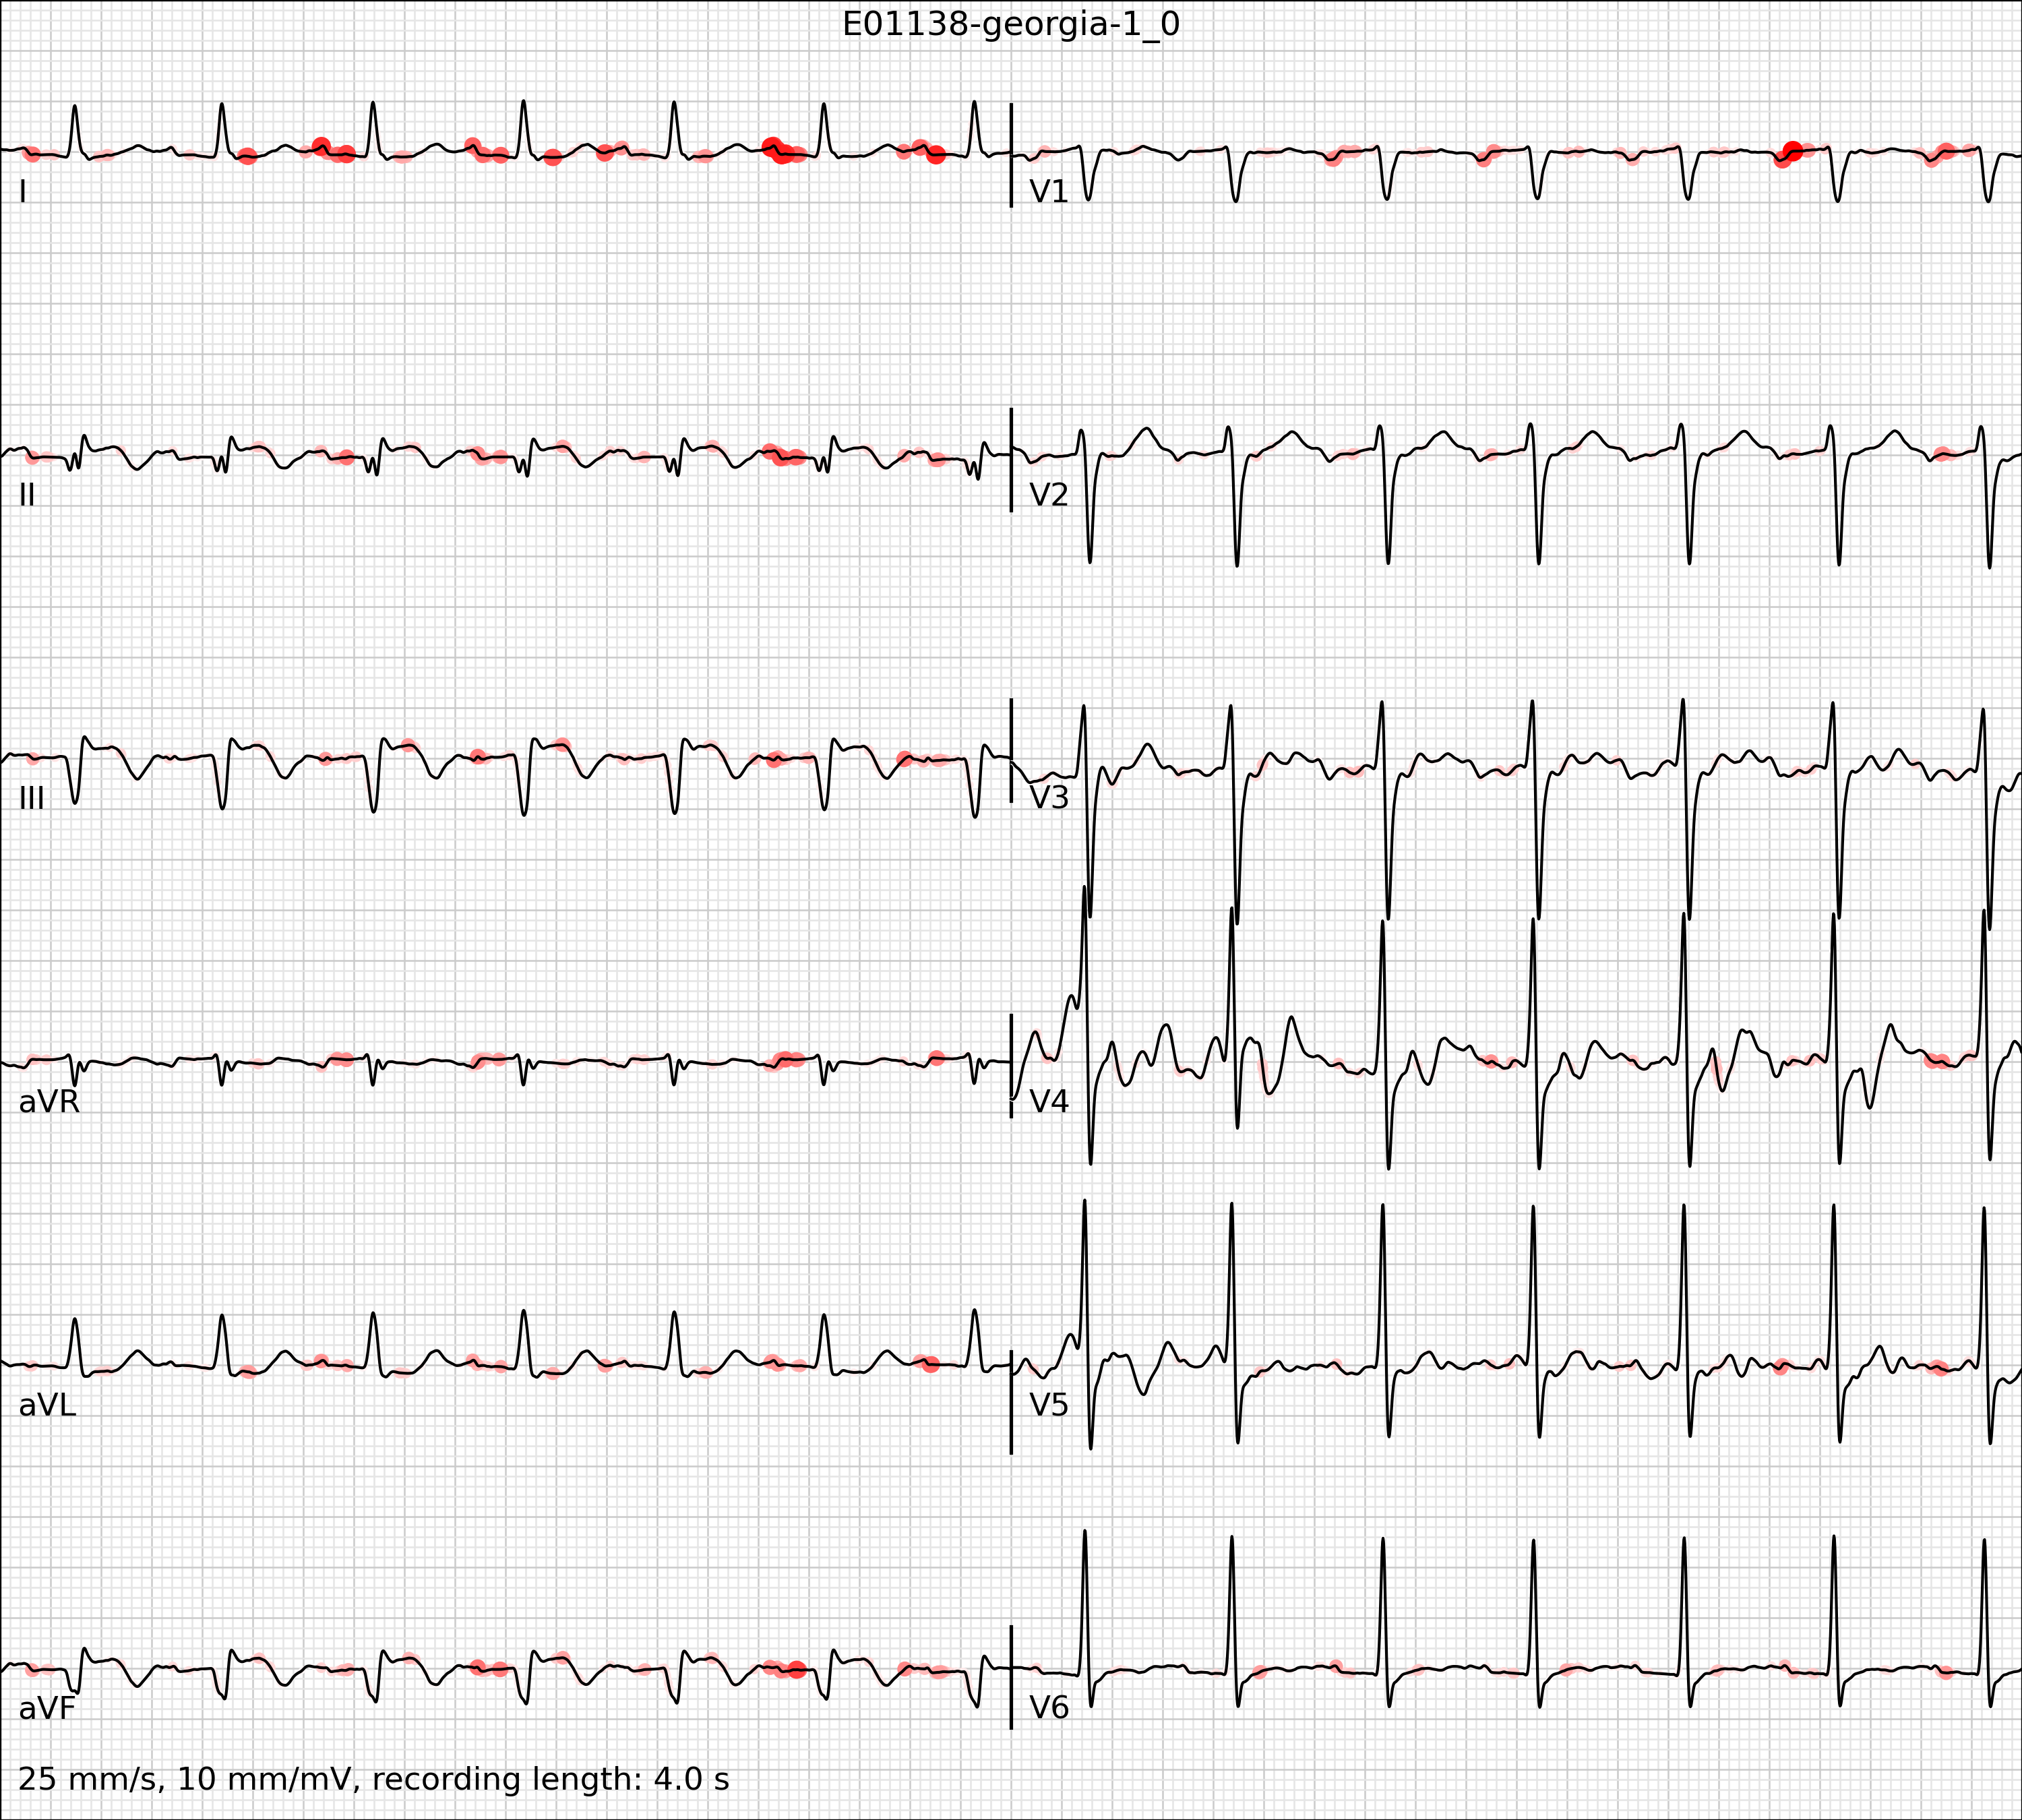 E01138-georgia-1_0
I
V1
II
V2
III
V3
aVR
V4
aVL
V5
aVF
V6
25 mm/s, 10 mm/mV, recording length: 4.0 s